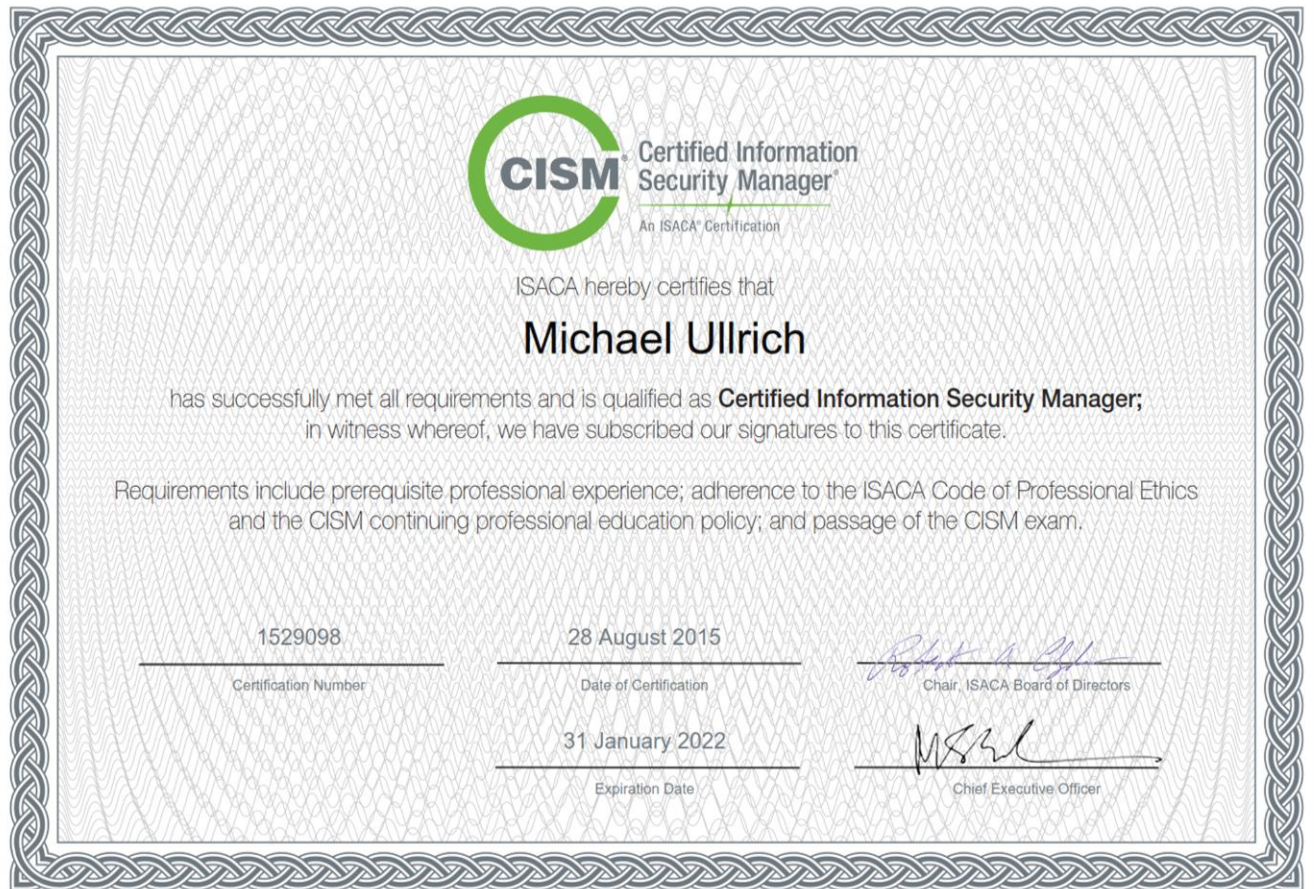 CISM®
Certified Information
Security Manager®
An ISACA® Certification
ISACA hereby certifies that
Michael Ullrich
has successfully met all requirements and is qualified as Certified Information Security Manager;
in witness whereof, we have subscribed our signatures to this certificate.
Requirements include prerequisite professional experience; adherence to the ISACA Code of Professional Ethics
and the CISM continuing professional education policy; and passage of the CISM exam.
1529098
Certification Number
28 August 2015
Date of Certification
Chair, ISACA Board of Directors
31 January 2022
Expiration Date
Chief Executive Officer